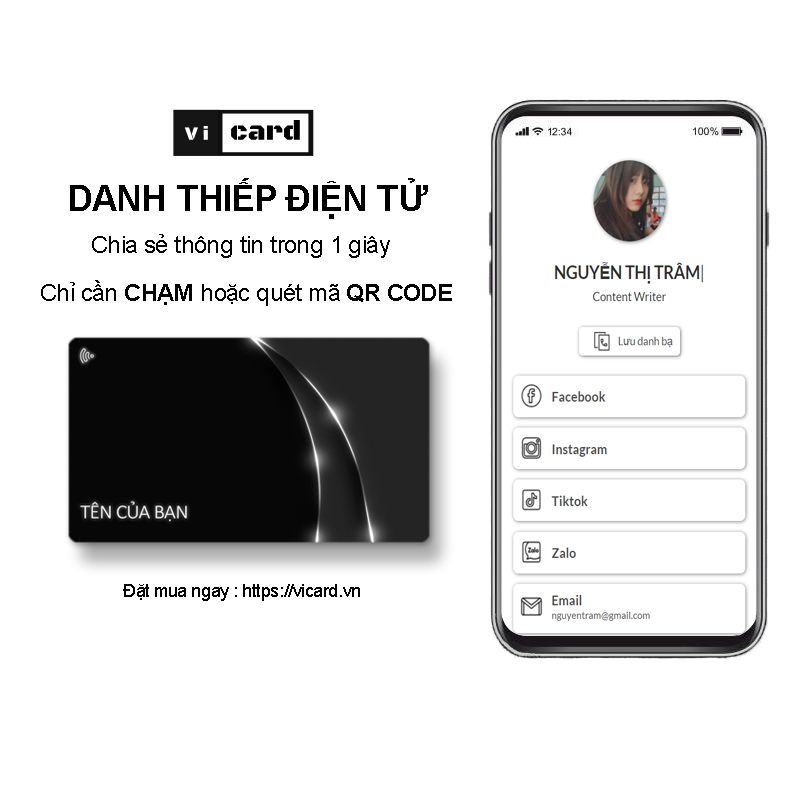 vi card
DANH THIẾP ĐIỆN TỬ
Chia sẻ thông tin trong 1 giây
Chỉ cần CHẠM hoặc quét mã QR CODE
TÊN CỦA BẠN
Đặt mua ngay : https://vicard.vn
12:34 100%
NGUYỄN THỊ TRÂM
Content Writer
Lưu danh bạ
Facebook
Instagram
Tiktok
Zalo
Zalo
Email
nguyentram@gmail.com